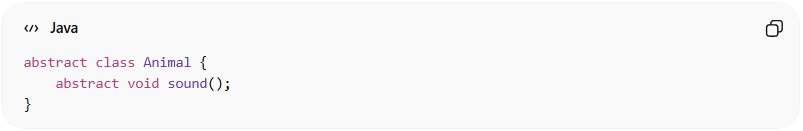 Java
abstract class Animal {
    abstract void sound();
}